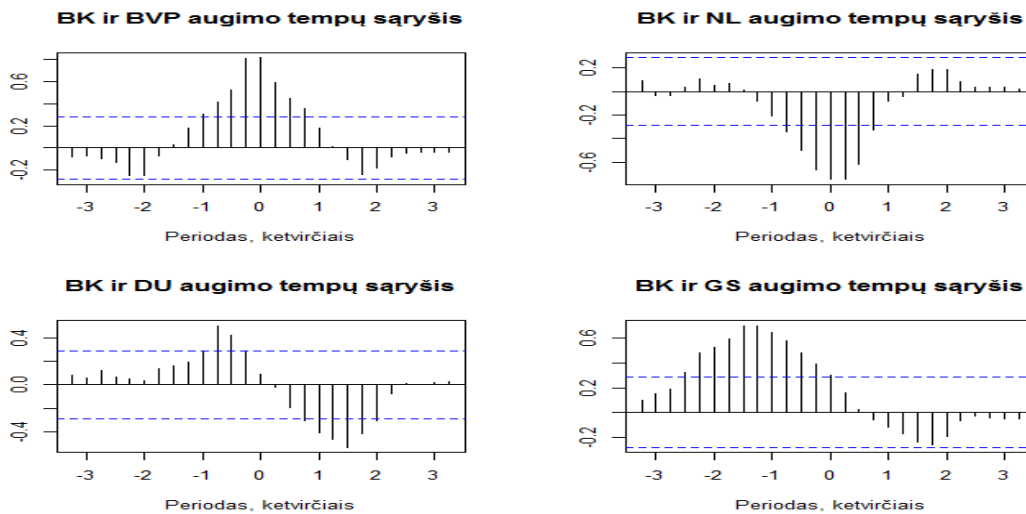 BK ir BVP augimo tempų sąryšis
BK ir NL augimo tempų sąryšis
0.6
0.2
-0.2
-3 -2 -1 0 1 2 3
Periodas, ketvirčiais
0.2
-0.2
-0.6
-3 -2 -1 0 1 2 3
Periodas, ketvirčiais
BK ir DU augimo tempų sąryšis
BK ir GS augimo tempų sąryšis
0.4
0.0
-0.4
-3 -2 -1 0 1 2 3
Periodas, ketvirčiais
0.6
0.2
-0.2
-3 -2 -1 0 1 2 3
Periodas, ketvirčiais